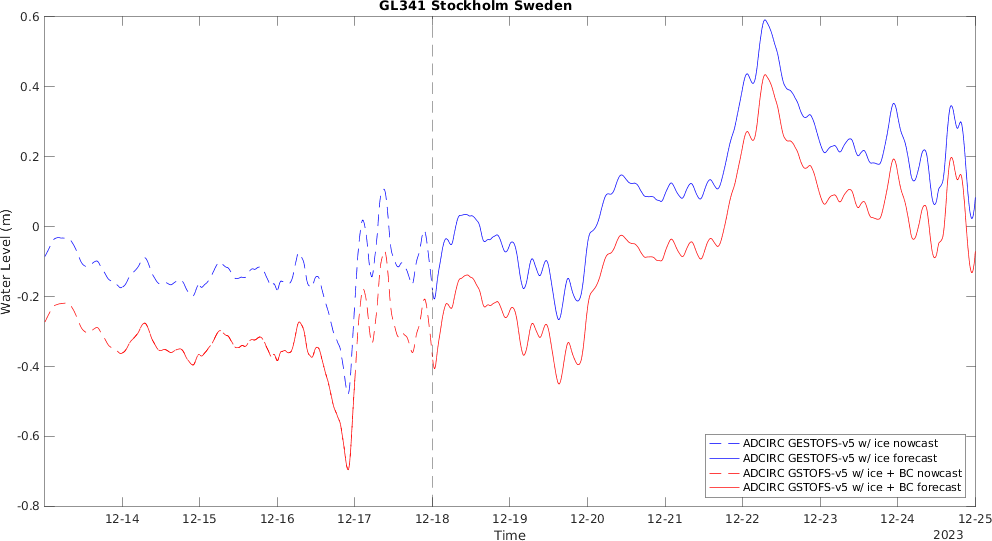 GL341 Stockholm Sweden
0.6
0.4
0.2
0
-0.2
-0.4
-0.6
-0.8
Water Level (m)
ADCIRC GESTOFS-v5 w/ ice nowcast
ADCIRC GESTOFS-v5 w/ ice forecast
ADCIRC GSTOFS-v5 w/ ice + BC nowcast
ADCIRC GSTOFS-v5 w/ ice + BC forecast
12-14 12-15 12-16 12-17 12-18 12-19 12-20 12-21 12-22 12-23 12-24 12-25
Time
2023